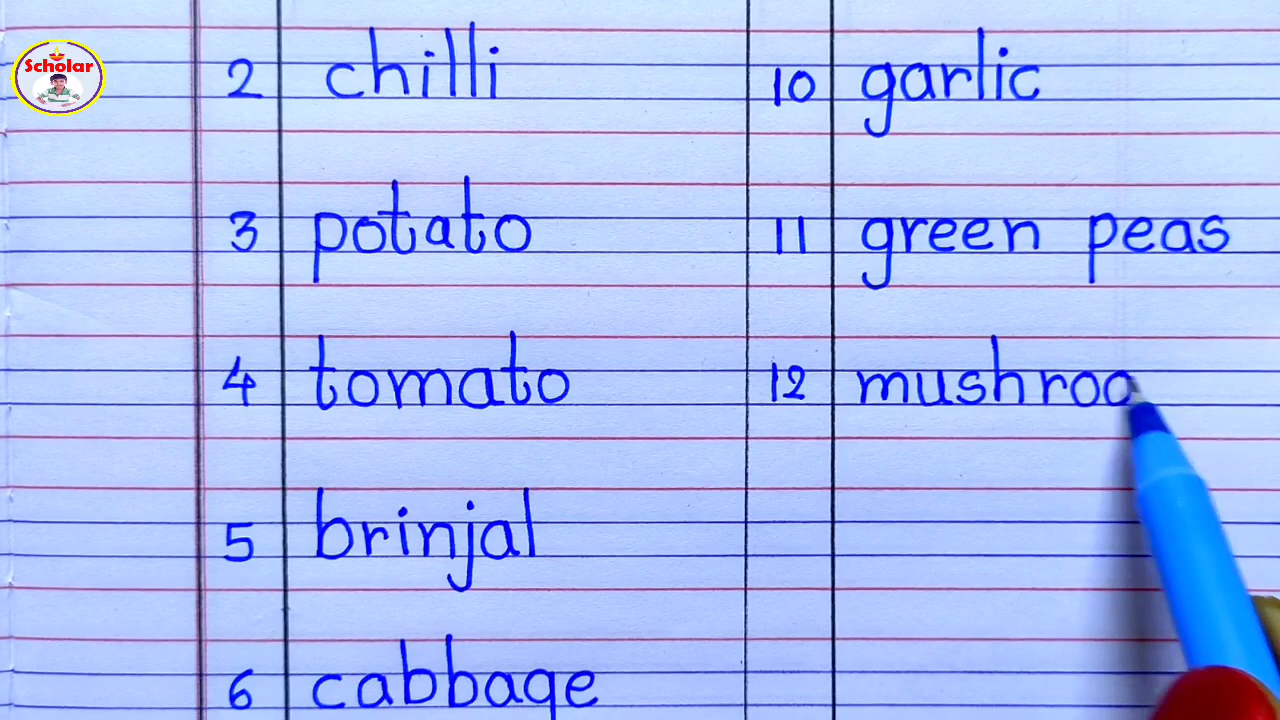 Scholar
2 chilli
3 potato
4 tomato
5 brinjal
6 cabbage
10 garlic
11 green peas
12 mushroo